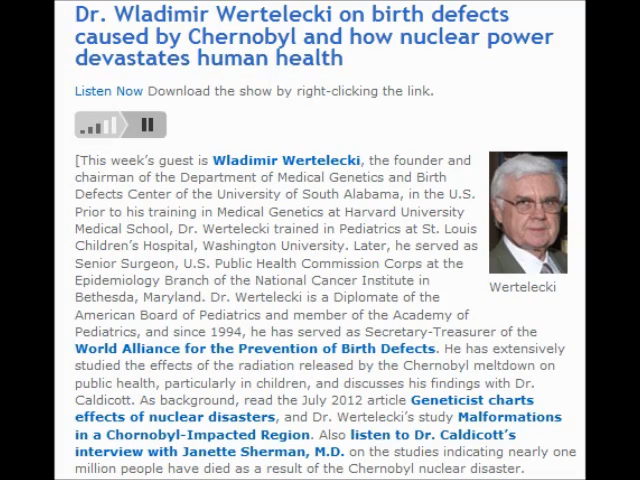 Dr. Wladimir Wertelecki on birth defects
caused by Chernobyl and how nuclear power
devastates human health
Listen Now Download the show by right-clicking the link.
[This week's guest is Wladimir Wertelecki, the founder and
chairman of the Department of Medical Genetics and Birth
Defects Center of the University of South Alabama, in the U.S.
Prior to his training in Medical Genetics at Harvard University
Medical School, Dr. Wertelecki trained in Pediatrics at St. Louis
Children's Hospital, Washington University. Later, he served as
Senior Surgeon, U.S. Public Health Commission Corps at the
Epidemiology Branch of the National Cancer Institute in
Bethesda, Maryland. Dr. Wertelecki is a Diplomate of the
American Board of Pediatrics and member of the Academy of
Pediatrics, and since 1994, he has served as Secretary-Treasurer of the
World Alliance for the Prevention of Birth Defects. He has extensively
studied the effects of the radiation released by the Chernobyl meltdown on
public health, particularly in children, and discusses his findings with Dr.
Caldicott. As background, read the July 2012 article Geneticist charts
effects of nuclear disasters, and Dr. Wertelecki's study Malformations
in a Chornobyl-Impacted Region. Also listen to Dr. Caldicott's
interview with Janette Sherman, M.D. on the studies indicating nearly one
million people have died as a result of the Chernobyl nuclear disaster.
Wertelecki